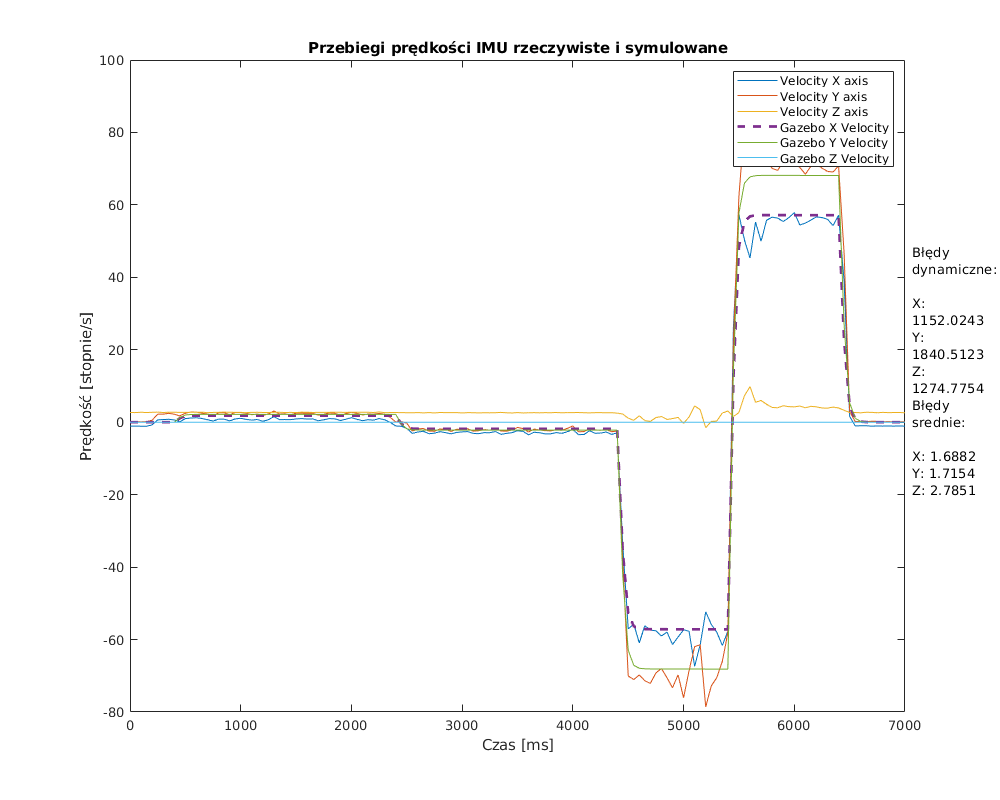 Przebiegi prędkości IMU rzeczywiste i symulowane
100
80
60
40
20
0
-20
-40
-60
-80
Prędkość [stopnie/s]
0
1000
2000
3000
4000
5000
6000
7000
Czas [ms]
Velocity X axis
Velocity Y axis
Velocity Z axis
Gazebo X Velocity
Gazebo Y Velocity
Gazebo Z Velocity
Błędy
dynamiczne:
X:
1152.0243
Y:
1840.5123
Z:
1274.7754
Błędy
srednie:
X: 1.6882
Y: 1.7154
Z: 2.7851